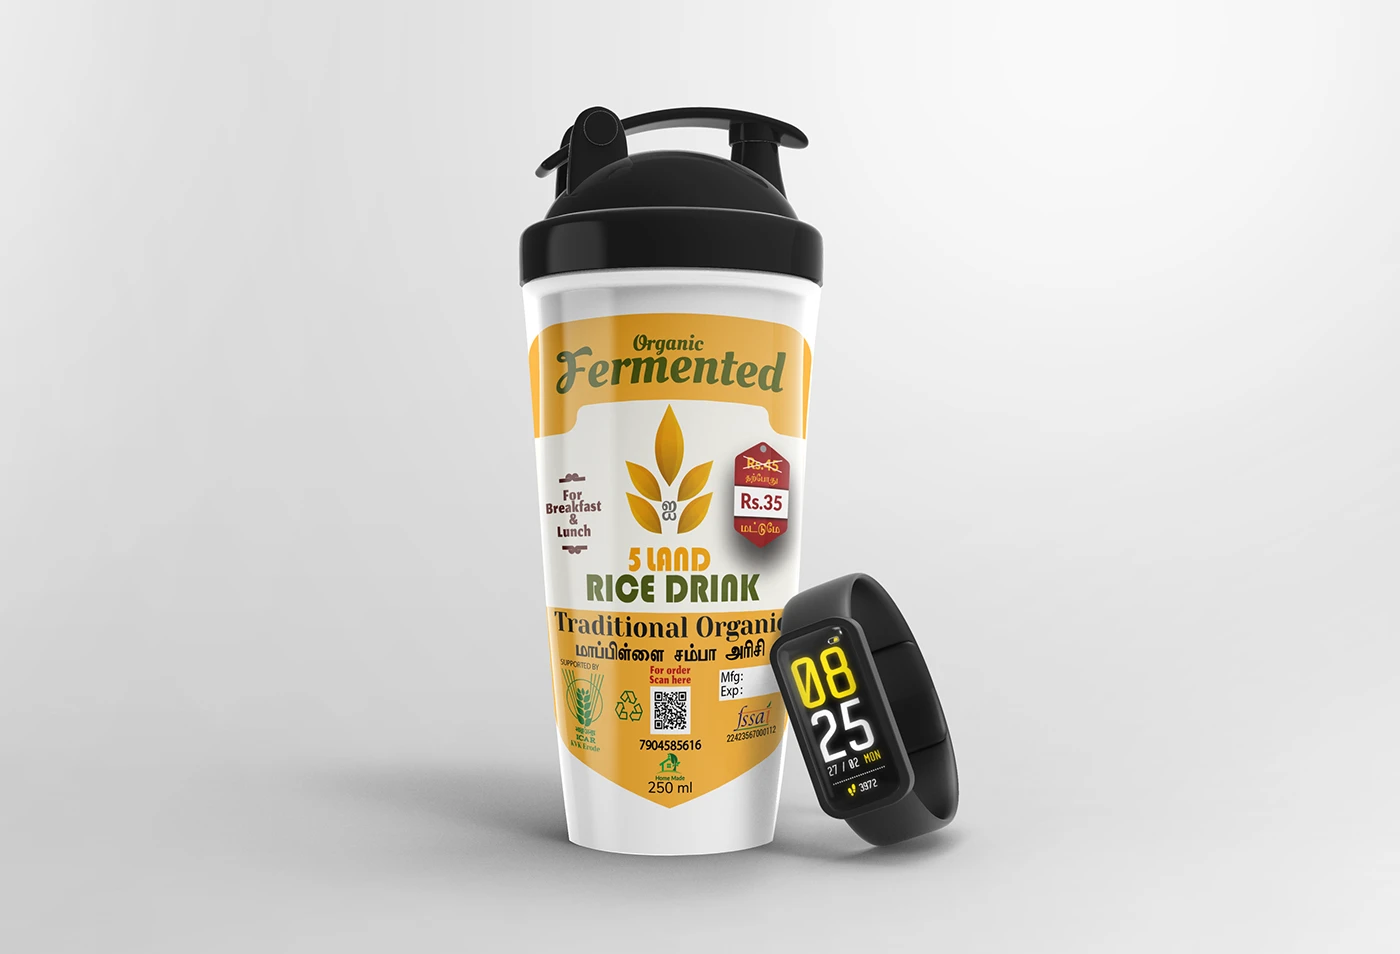 Organic
Fermented
For
Breakfast
&
Lunch
ஐ
Rs.45
தற்போது
Rs.35
மட்டுமே
5 LAND
RICE DRINK
Traditional Organic
மாப்பிள்ளை சம்பா அரிசி
SUPPORTED BY
ICAR
KVK Erode
For order
Scan here
7904585616
Home Made
250 ml
Mfg:
Exp:
fssai
22423567000112
08
25
27 / 02 MON
3972